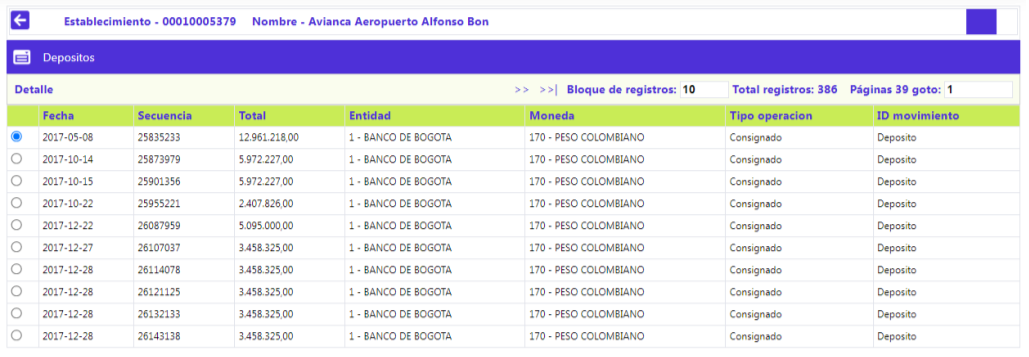 Establecimiento - 00010005379 Nombre - Avianca Aeropuerto Alfonso Bon
Depositos
Detalle >> >>| Bloque de registros: 10 Total registros: 386 Páginas 39 goto: 1
Fecha Secuencia Total Entidad Moneda Tipo operacion ID movimiento
2017-05-08 25835233 12.961.218,00 1 - BANCO DE BOGOTA 170 - PESO COLOMBIANO Consignado Deposito
2017-10-14 25873979 5.972.227,00 1 - BANCO DE BOGOTA 170 - PESO COLOMBIANO Consignado Deposito
2017-10-15 25901356 5.972.227,00 1 - BANCO DE BOGOTA 170 - PESO COLOMBIANO Consignado Deposito
2017-10-22 25955221 2.407.826,00 1 - BANCO DE BOGOTA 170 - PESO COLOMBIANO Consignado Deposito
2017-12-22 26087959 5.095.000,00 1 - BANCO DE BOGOTA 170 - PESO COLOMBIANO Consignado Deposito
2017-12-27 26107037 3.458.325,00 1 - BANCO DE BOGOTA 170 - PESO COLOMBIANO Consignado Deposito
2017-12-28 26114078 3.458.325,00 1 - BANCO DE BOGOTA 170 - PESO COLOMBIANO Consignado Deposito
2017-12-28 26121125 3.458.325,00 1 - BANCO DE BOGOTA 170 - PESO COLOMBIANO Consignado Deposito
2017-12-28 26132133 3.458.325,00 1 - BANCO DE BOGOTA 170 - PESO COLOMBIANO Consignado Deposito
2017-12-28 26143138 3.458.325,00 1 - BANCO DE BOGOTA 170 - PESO COLOMBIANO Consignado Deposito